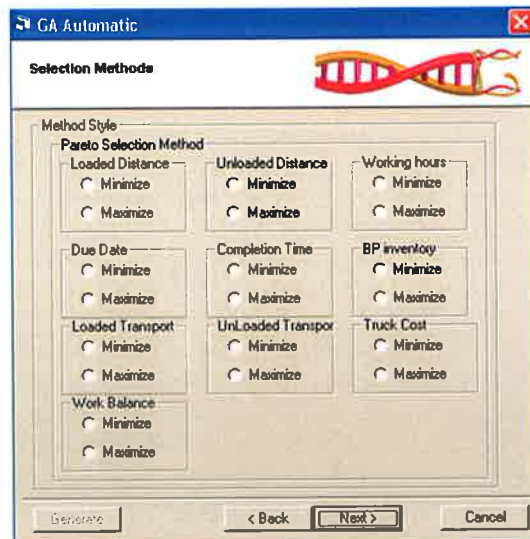 GA Automatic
Selection Methods
Method Style
Pareto Selection Method
Loaded Distance Unloaded Distance Working hours
Minimize Minimize Minimize
Maximize Maximize Maximize
Due Date Completion Time BP inventory
Minimize Minimize Minimize
Maximize Maximize Maximize
Loaded Transport UnLoaded Transpor Truck Cost
Minimize Minimize Minimize
Maximize Maximize Maximize
Work Balance
Minimize
Maximize
Generate < Back Next > Cancel